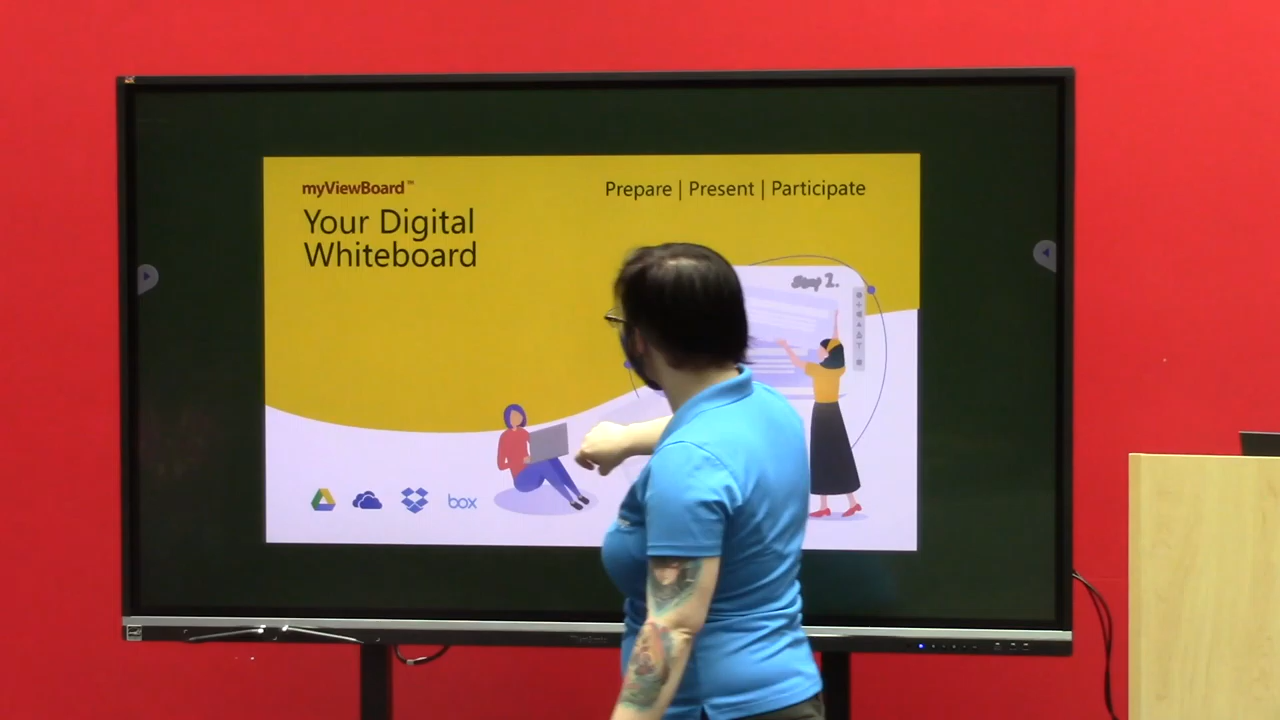 myViewBoard™
Prepare | Present | Participate
Your Digital
Whiteboard
Step 1.
box